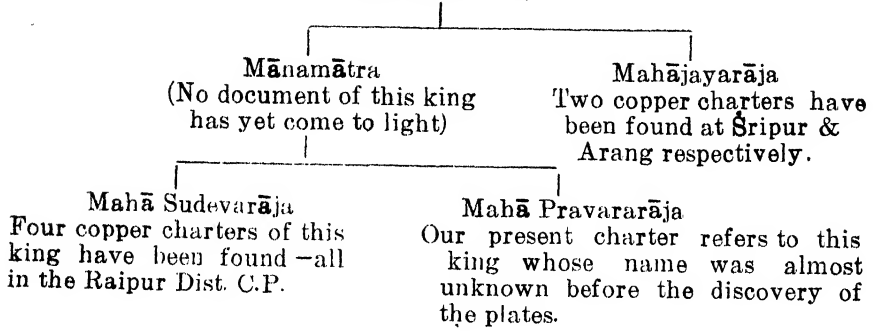 Mānamātra
(No document of this king
has yet come to light)
Mahājayarāja
Two copper charters have
been found at Śripur &
Arang respectively.
Mahā Sudevarāja
Four copper charters of this
king have been found —all
in the Raipur Dist. C.P.
Mahā Pravararāja
Our present charter refers to this
king whose name was almost
unknown before the discovery of
the plates.